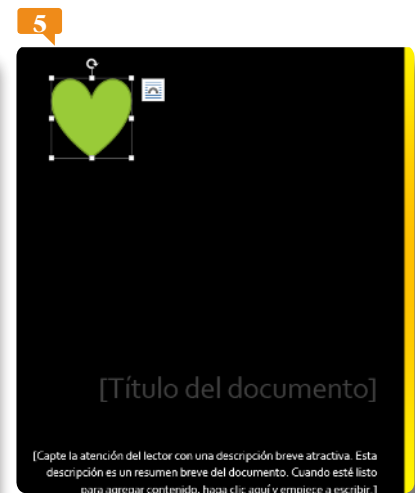 5
[Título del documento]
[Capte la atención del lector con una descripción breve atractiva. Esta
descripción es un resumen breve del documento. Cuando esté listo
para agregar contenido, haga clic aquí y empiece a escribir.]